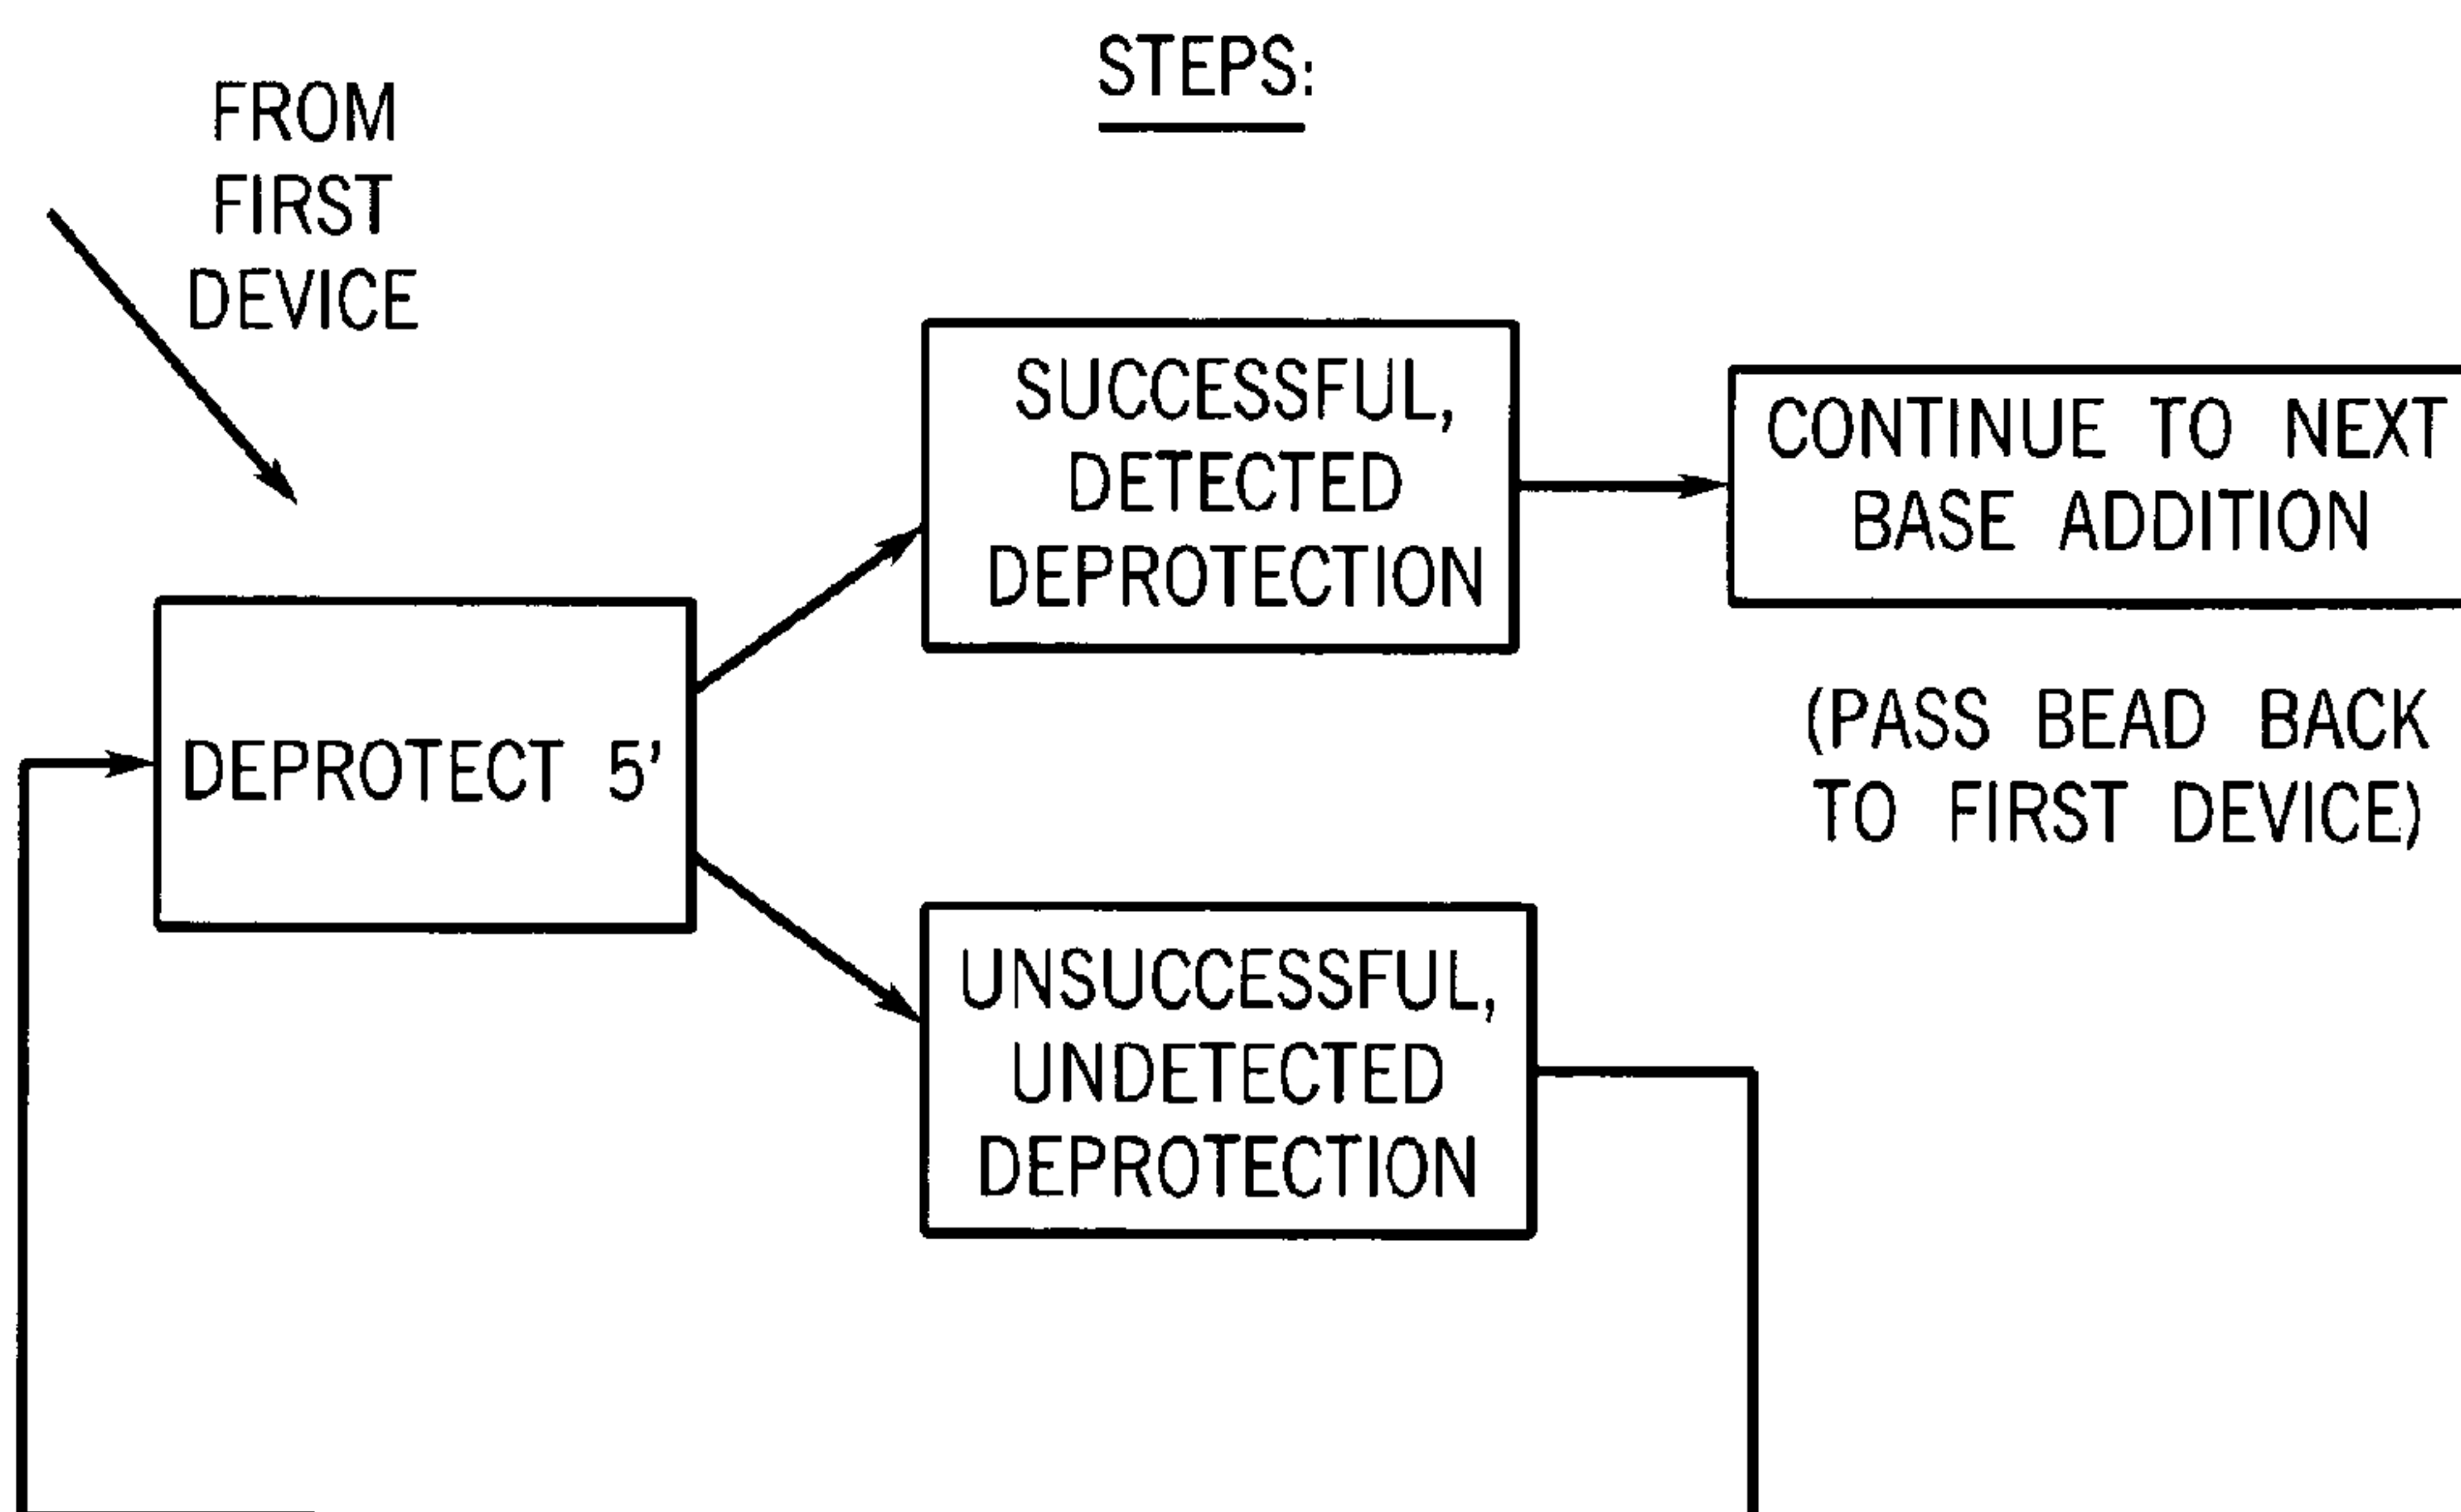 STEPS:
FROM
FIRST
DEVICE
SUCCESSFUL,
DETECTED
DEPROTECTION
CONTINUE TO NEXT
BASE ADDITION
(PASS BEAD BACK
TO FIRST DEVICE)
DEPROTECT 5'
UNSUCCESSFUL,
UNDETECTED
DEPROTECTION